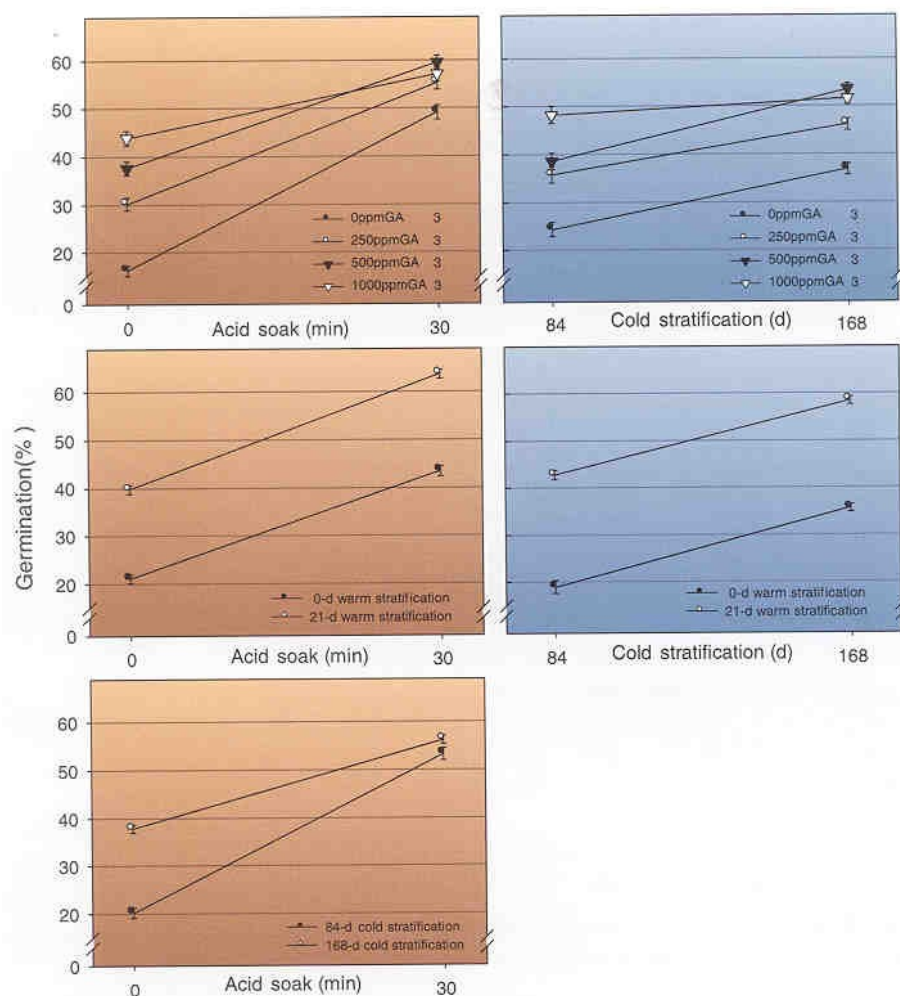 60
50
40
30
20
0
0ppmGA 3
250ppmGA 3
500ppmGA 3
1000ppmGA 3
0 Acid soak (min) 30
0ppmGA 3
250ppmGA 3
500ppmGA 3
1000ppmGA 3
84 Cold stratification (d) 168
Germination(%)
60
50
40
30
20
0
0-d warm stratification
21-d warm stratification
0 Acid soak (min) 30
0-d warm stratification
21-d warm stratification
84 Cold stratification (d) 168
60
50
40
30
20
0
84-d cold stratification
168-d cold stratification
0 Acid soak (min) 30